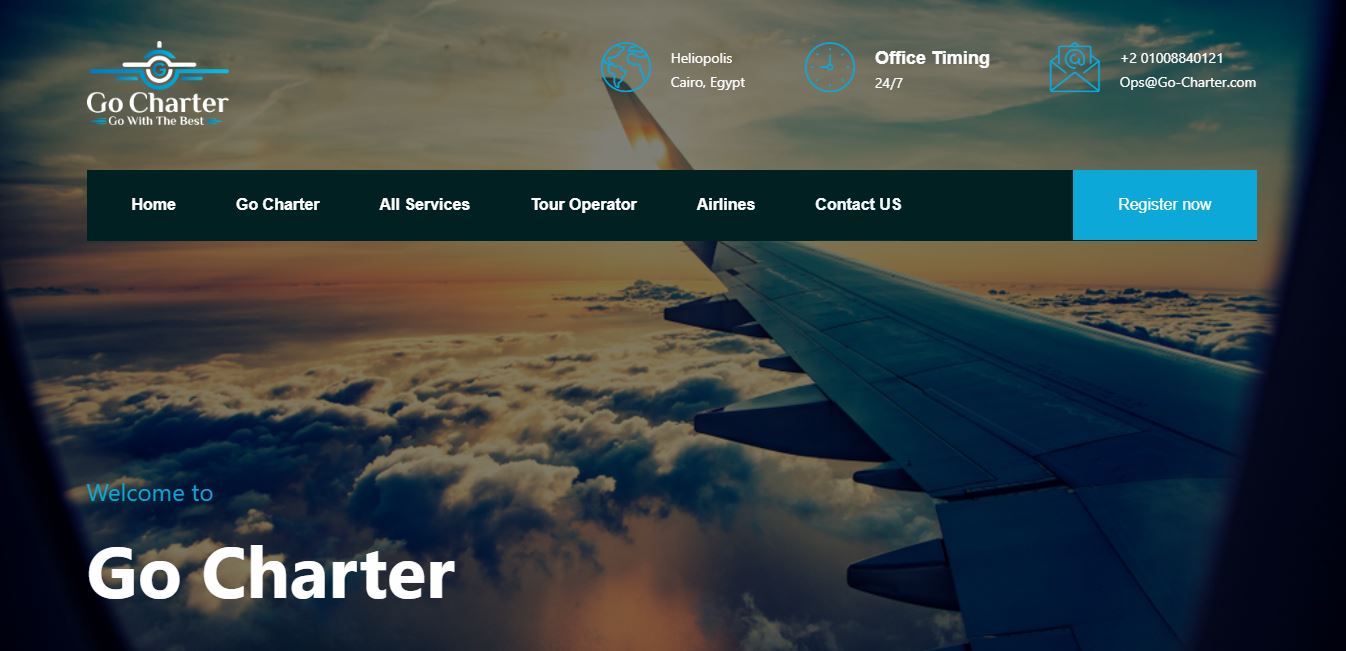 G
Go Charter
Go With The Best
Heliopolis
Cairo, Egypt
Office Timing
24/7
+2 01008840121
Ops@Go-Charter.com
Home
Go Charter
All Services
Tour Operator
Airlines
Contact US
Register now
Welcome to
Go Charter